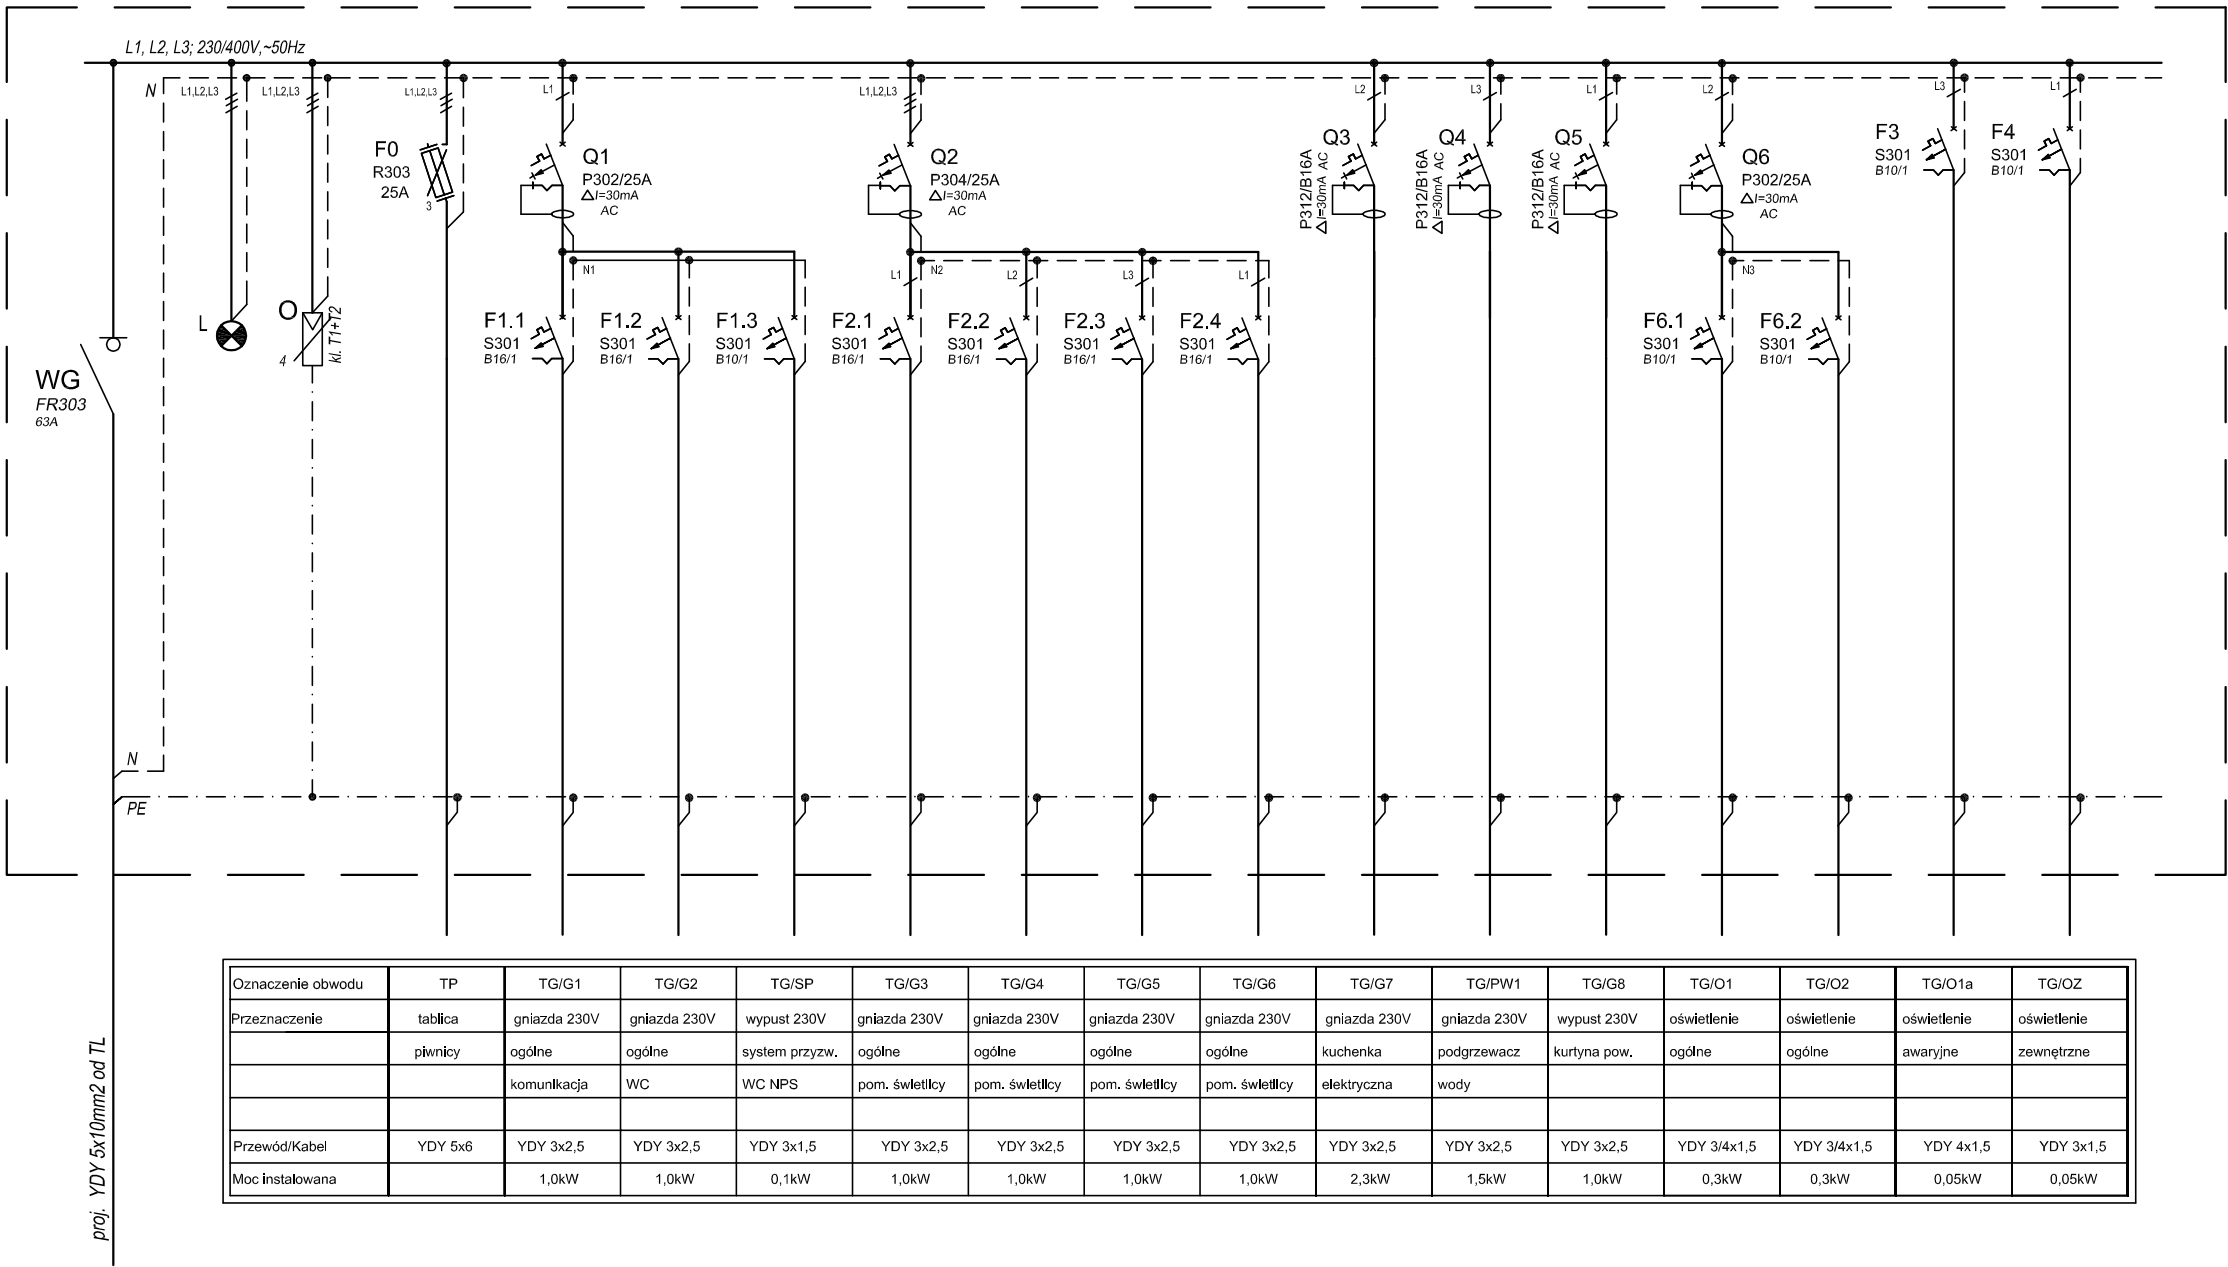 L1, L2, L3; 230/400V,~50Hz
N
L1,L2,L3
L1,L2,L3
L1,L2,L3
L1
L1,L2,L3
L2
L3
L1
L2
L3
L1
F0
R303
25A
3
Q1
P302/25A
△I=30mA
AC
Q2
P304/25A
△I=30mA
AC
Q3
P312/B16A
△I=30mA AC
Q4
P312/B16A
△I=30mA AC
Q5
P312/B16A
△I=30mA AC
Q6
P302/25A
△I=30mA
AC
F3
S301
B10/1
F4
S301
B10/1
N1
L1
N2
L2
L3
L1
N3
WG
FR303
63A
L
O
4
kl. T1+T2
F1.1
S301
B16/1
F1.2
S301
B16/1
F1.3
S301
B10/1
F2.1
S301
B16/1
F2.2
S301
B16/1
F2.3
S301
B16/1
F2.4
S301
B16/1
F6.1
S301
B10/1
F6.2
S301
B10/1
N
PE
proj. YDY 5x10mm2 od TL
Oznaczenie obwodu TP TG/G1 TG/G2 TG/SP TG/G3 TG/G4 TG/G5 TG/G6 TG/G7 TG/PW1 TG/G8 TG/O1 TG/O2 TG/O1a TG/OZ
Przeznaczenie tablica gniazda 230V gniazda 230V wypust 230V gniazda 230V gniazda 230V gniazda 230V gniazda 230V gniazda 230V gniazda 230V wypust 230V oświetlenie oświetlenie oświetlenie oświetlenie
piwnicy ogólne ogólne system przyzw. ogólne ogólne ogólne ogólne kuchenka podgrzewacz kurtyna pow. ogólne ogólne awaryjne zewnętrzne
komunikacja WC WC NPS pom. świetlicy pom. świetlicy pom. świetlicy pom. świetlicy elektryczna wody
Przewód/Kabel YDY 5x6 YDY 3x2,5 YDY 3x2,5 YDY 3x1,5 YDY 3x2,5 YDY 3x2,5 YDY 3x2,5 YDY 3x2,5 YDY 3x2,5 YDY 3x2,5 YDY 3x2,5 YDY 3/4x1,5 YDY 3/4x1,5 YDY 4x1,5 YDY 3x1,5
Moc instalowana 1,0kW 1,0kW 0,1kW 1,0kW 1,0kW 1,0kW 1,0kW 2,3kW 1,5kW 1,0kW 0,3kW 0,3kW 0,05kW 0,05kW